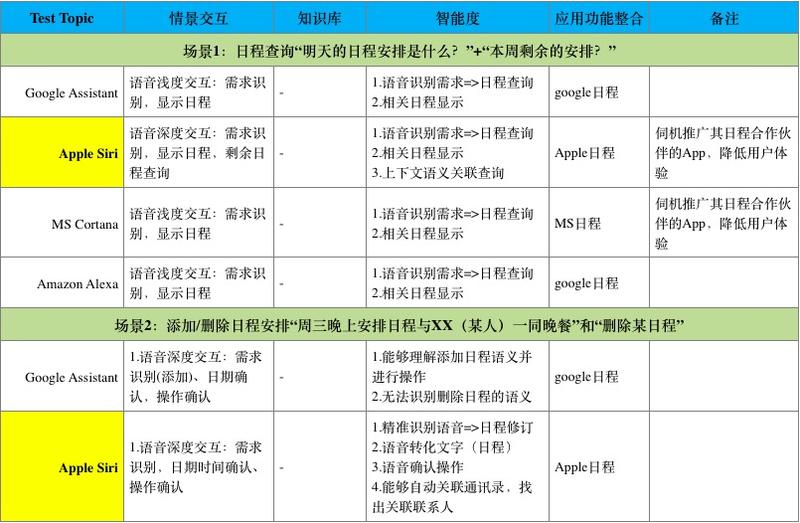 Test Topic 情景交互 知识库 智能度 应用功能整合 备注
场景1：日程查询“明天的日程安排是什么？”+“本周剩余的安排？”
Google Assistant
语音浅度交互：需求识
别，显示日程
-
1.语音识别需求=>日程查询
2.相关日程显示
google日程
Apple Siri
语音深度交互：需求识
别，显示日程，剩余日
程查询
-
1.语音识别需求=>日程查询
2.相关日程显示
3.上下文语义关联查询
Apple日程
伺机推广其日程合作伙
伴的App，降低用户体
验
MS Cortana
语音浅度交互：需求识
别，显示日程
-
1.语音识别需求=>日程查询
2.相关日程显示
MS日程
伺机推广其日程合作伙
伴的App，降低用户体
验
Amazon Alexa
语音浅度交互：需求识
别，显示日程
-
1.语音识别需求=>日程查询
2.相关日程显示
google日程
场景2：添加/删除日程安排“周三晚上安排日程与XX（某人）一同晚餐”和“删除某日程”
Google Assistant
1.语音深度交互：需求
识别(添加)、日期确
认，操作确认
-
1.能够理解添加日程语义并
进行操作
2.无法识别删除日程的语义
google日程
Apple Siri
1.语音深度交互：需求
识别，日期时间确认、
操作确认
-
1.精准识别语音=>日程修订
2.语音转化文字（日程）
3.语音确认操作
4.能够自动关联通讯录，找
出关联联系人
Apple日程